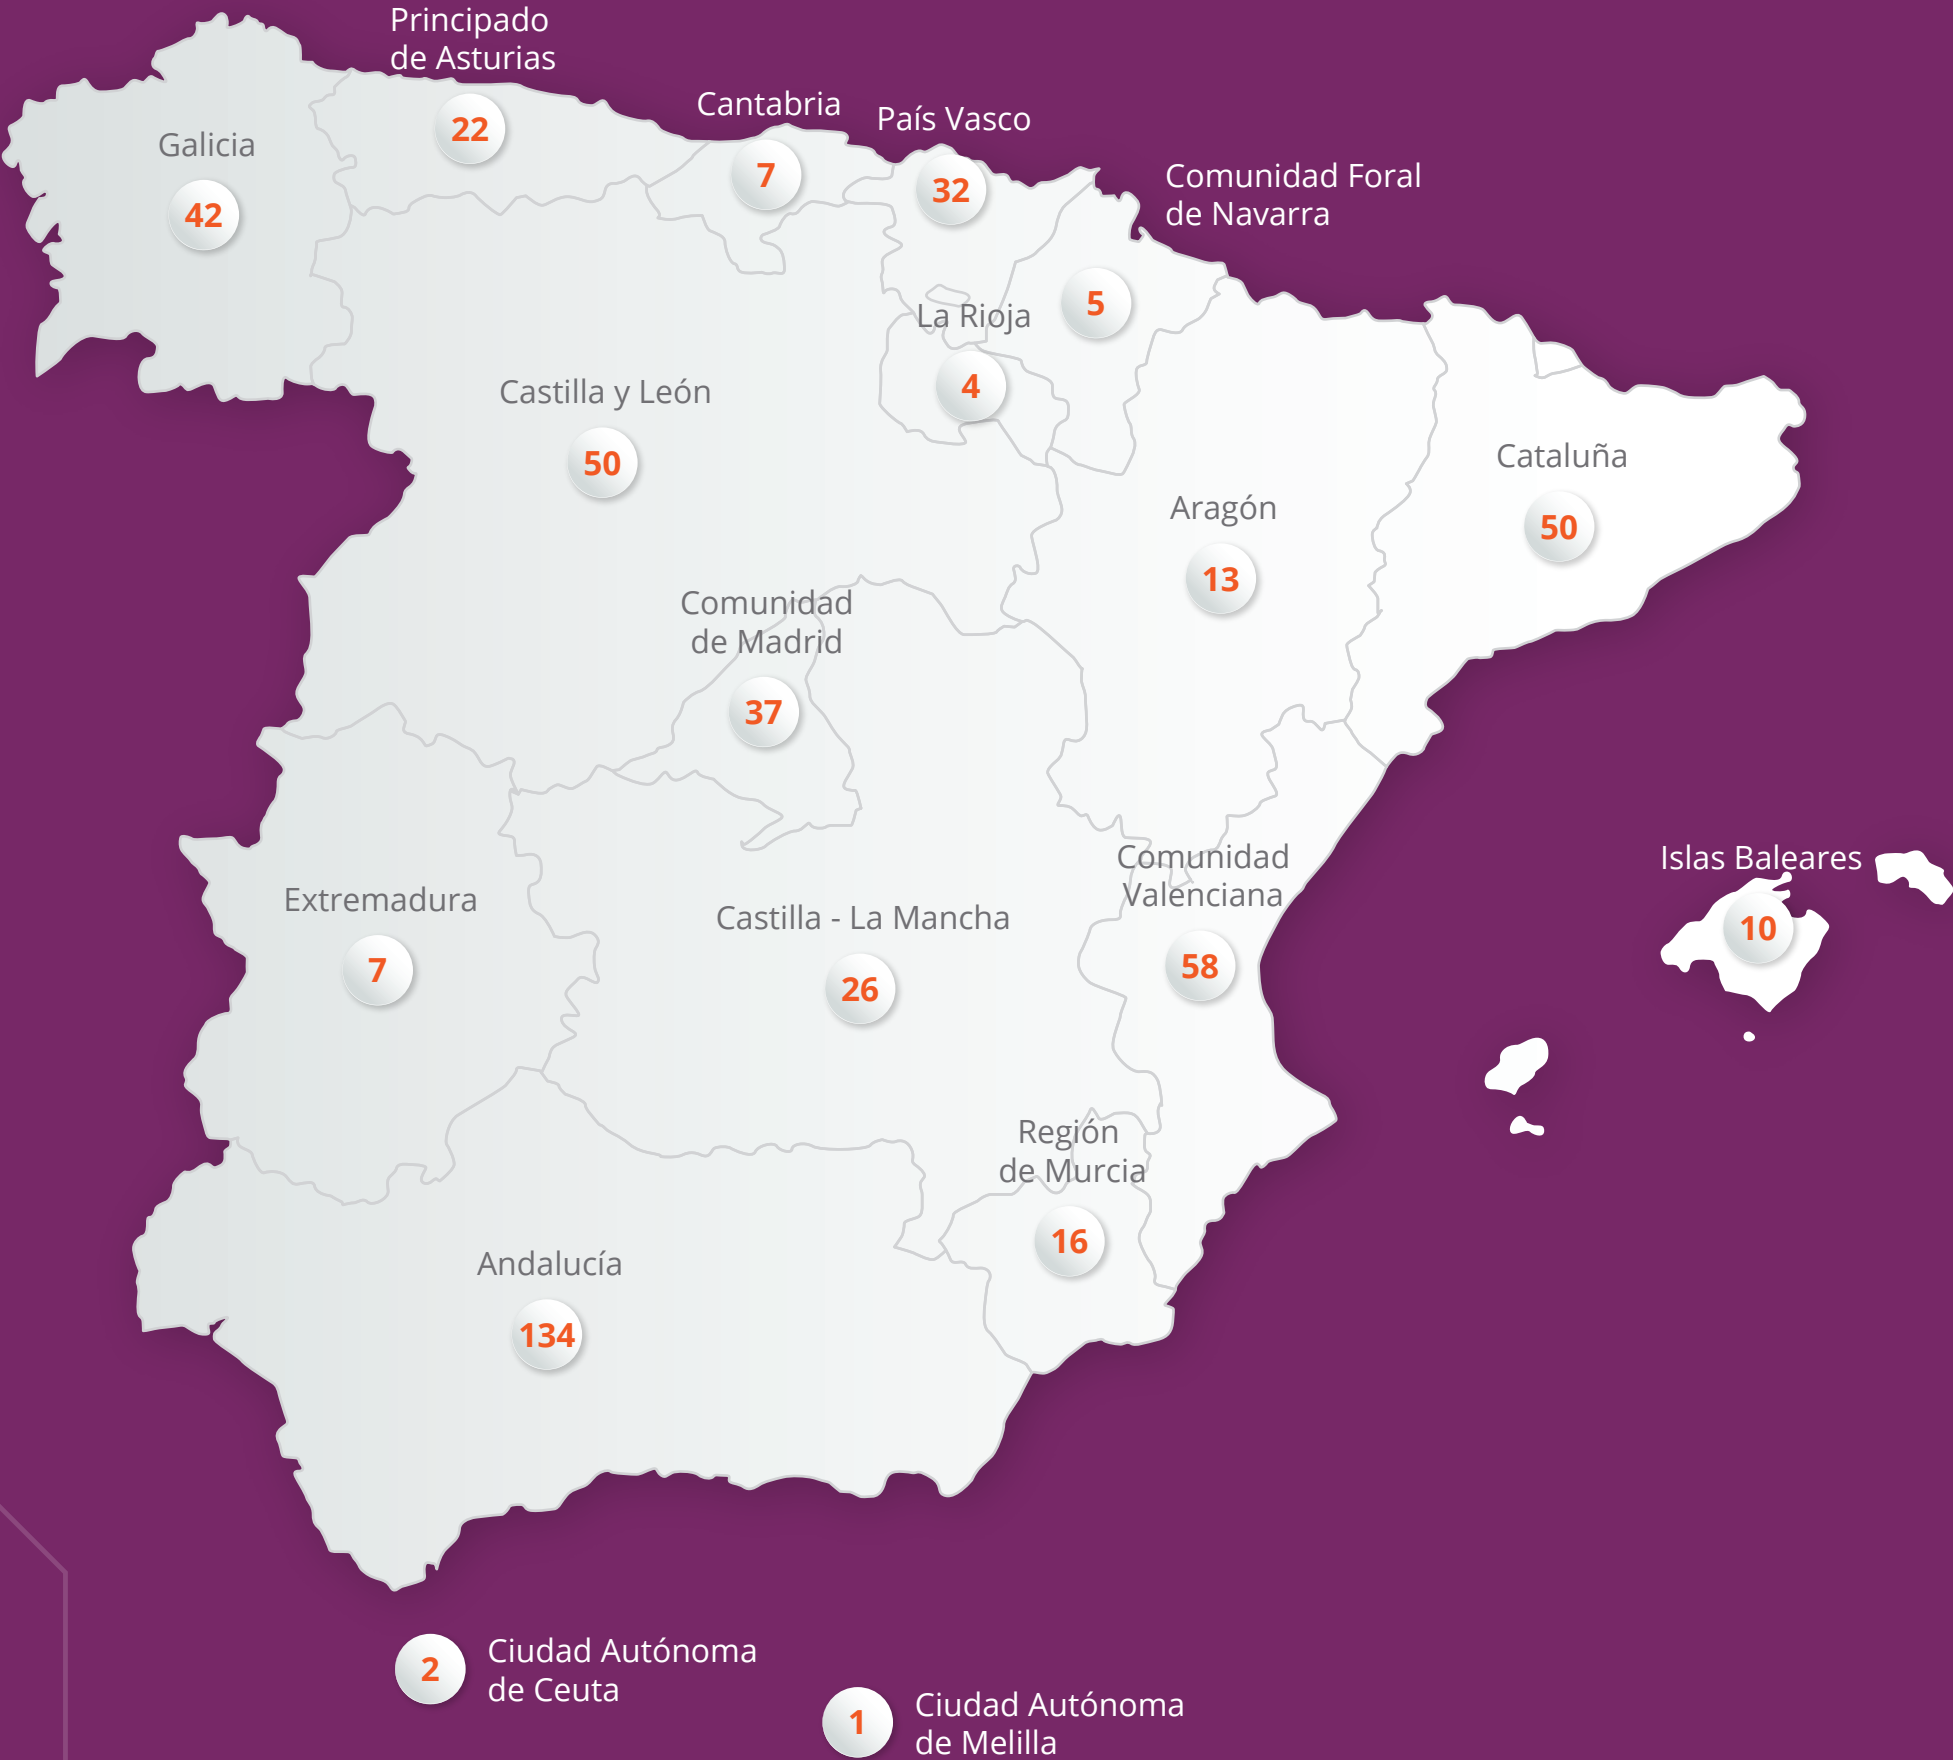 Principado
de Asturias
22
Cantabria
7
País Vasco
32
Galicia
42
Comunidad Foral
de Navarra
5
La Rioja
4
Castilla y León
50
Cataluña
50
Aragón
13
Comunidad
de Madrid
37
Comunidad
Valenciana
58
Islas Baleares
10
Extremadura
7
Castilla - La Mancha
26
Región
de Murcia
16
Andalucía
134
2
Ciudad Autónoma
de Ceuta
1
Ciudad Autónoma
de Melilla